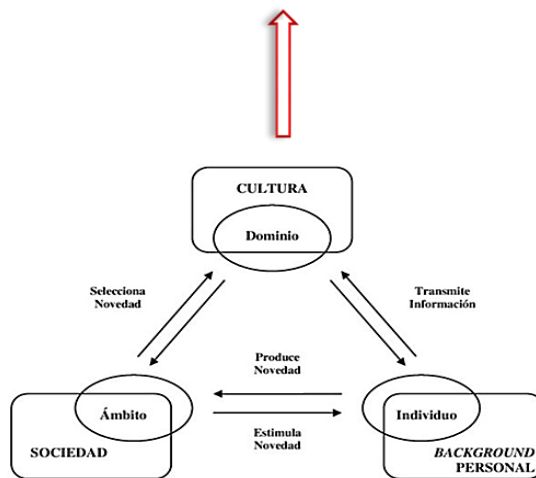 CULTURA
Dominio
Selecciona
Novedad
Transmite
Información
Produce
Novedad
Ámbito
Individuo
Estimula
Novedad
SOCIEDAD
BACKGROUND
PERSONAL